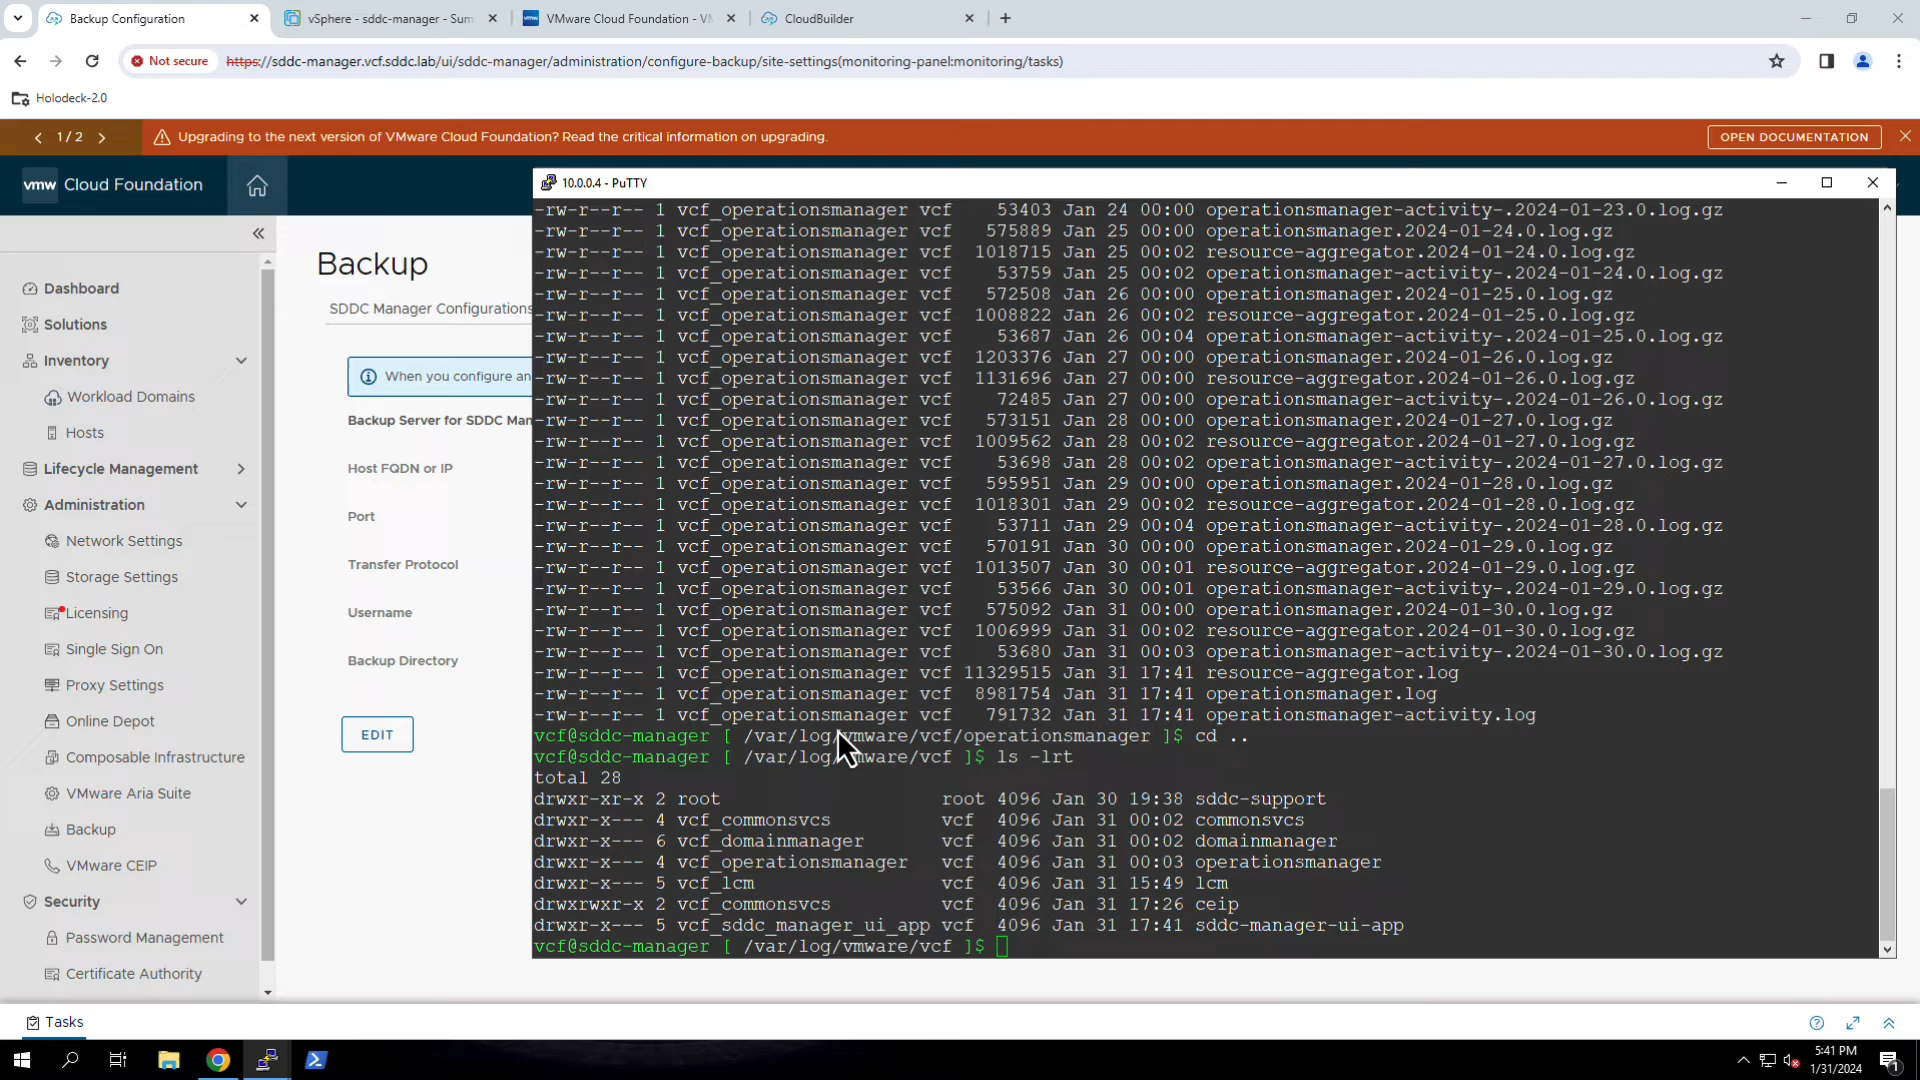 Backup Configuration
vSphere - sddc-manager - Sum
VMware Cloud Foundation - VM
CloudBuilder
Not secure
https://sddc-manager.vcf.sddc.lab/ui/sddc-manager/administration/configure-backup/site-settings(monitoring-panel:monitoring/tasks)
Holodeck-2.0
1 / 2
Upgrading to the next version of VMware Cloud Foundation? Read the critical information on upgrading.
OPEN DOCUMENTATION
vmw Cloud Foundation
Dashboard
Solutions
Inventory
Workload Domains
Hosts
Lifecycle Management
Administration
Network Settings
Storage Settings
Licensing
Single Sign On
Proxy Settings
Online Depot
Composable Infrastructure
VMware Aria Suite
Backup
VMware CEIP
Security
Password Management
Certificate Authority
Backup
SDDC Manager Configurations
When you configure an
Backup Server for SDDC Man
Host FQDN or IP
Port
Transfer Protocol
Username
Backup Directory
EDIT
10.0.0.4 - PuTTY
-rw-r--r-- 1 vcf_operationsmanager vcf 53403 Jan 24 00:00 operationsmanager-activity-.2024-01-23.0.log.gz
-rw-r--r-- 1 vcf_operationsmanager vcf 575889 Jan 25 00:00 operationsmanager.2024-01-24.0.log.gz
-rw-r--r-- 1 vcf_operationsmanager vcf 1018715 Jan 25 00:02 resource-aggregator.2024-01-24.0.log.gz
-rw-r--r-- 1 vcf_operationsmanager vcf 53759 Jan 25 00:02 operationsmanager-activity-.2024-01-24.0.log.gz
-rw-r--r-- 1 vcf_operationsmanager vcf 572508 Jan 26 00:00 operationsmanager.2024-01-25.0.log.gz
-rw-r--r-- 1 vcf_operationsmanager vcf 1008822 Jan 26 00:02 resource-aggregator.2024-01-25.0.log.gz
-rw-r--r-- 1 vcf_operationsmanager vcf 53687 Jan 26 00:04 operationsmanager-activity-.2024-01-25.0.log.gz
-rw-r--r-- 1 vcf_operationsmanager vcf 1203376 Jan 27 00:00 operationsmanager.2024-01-26.0.log.gz
-rw-r--r-- 1 vcf_operationsmanager vcf 1131696 Jan 27 00:00 resource-aggregator.2024-01-26.0.log.gz
-rw-r--r-- 1 vcf_operationsmanager vcf 72485 Jan 27 00:00 operationsmanager-activity-.2024-01-26.0.log.gz
-rw-r--r-- 1 vcf_operationsmanager vcf 573151 Jan 28 00:00 operationsmanager.2024-01-27.0.log.gz
-rw-r--r-- 1 vcf_operationsmanager vcf 1009562 Jan 28 00:02 resource-aggregator.2024-01-27.0.log.gz
-rw-r--r-- 1 vcf_operationsmanager vcf 53698 Jan 28 00:02 operationsmanager-activity-.2024-01-27.0.log.gz
-rw-r--r-- 1 vcf_operationsmanager vcf 595951 Jan 29 00:00 operationsmanager.2024-01-28.0.log.gz
-rw-r--r-- 1 vcf_operationsmanager vcf 1018301 Jan 29 00:02 resource-aggregator.2024-01-28.0.log.gz
-rw-r--r-- 1 vcf_operationsmanager vcf 53711 Jan 29 00:04 operationsmanager-activity-.2024-01-28.0.log.gz
-rw-r--r-- 1 vcf_operationsmanager vcf 570191 Jan 30 00:00 operationsmanager.2024-01-29.0.log.gz
-rw-r--r-- 1 vcf_operationsmanager vcf 1013507 Jan 30 00:01 resource-aggregator.2024-01-29.0.log.gz
-rw-r--r-- 1 vcf_operationsmanager vcf 53566 Jan 30 00:01 operationsmanager-activity-.2024-01-29.0.log.gz
-rw-r--r-- 1 vcf_operationsmanager vcf 575092 Jan 31 00:00 operationsmanager.2024-01-30.0.log.gz
-rw-r--r-- 1 vcf_operationsmanager vcf 1006999 Jan 31 00:02 resource-aggregator.2024-01-30.0.log.gz
-rw-r--r-- 1 vcf_operationsmanager vcf 53680 Jan 31 00:03 operationsmanager-activity-.2024-01-30.0.log.gz
-rw-r--r-- 1 vcf_operationsmanager vcf 11329515 Jan 31 17:41 resource-aggregator.log
-rw-r--r-- 1 vcf_operationsmanager vcf 8981754 Jan 31 17:41 operationsmanager.log
-rw-r--r-- 1 vcf_operationsmanager vcf 791732 Jan 31 17:41 operationsmanager-activity.log
vcf@sddc-manager [ /var/log/vmware/vcf/operationsmanager ]$ cd ..
vcf@sddc-manager [ /var/log/vmware/vcf ]$ ls -lrt
total 28
drwxr-xr-x 2 root root 4096 Jan 30 19:38 sddc-support
drwxr-x--- 4 vcf_commonsvcs vcf 4096 Jan 31 00:02 commonsvcs
drwxr-x--- 6 vcf_domainmanager vcf 4096 Jan 31 00:02 domainmanager
drwxr-x--- 4 vcf_operationsmanager vcf 4096 Jan 31 00:03 operationsmanager
drwxr-x--- 5 vcf_lcm vcf 4096 Jan 31 15:49 lcm
drwxrwxr-x 2 vcf_commonsvcs vcf 4096 Jan 31 17:26 ceip
drwxr-x--- 5 vcf_sddc_manager_ui_app vcf 4096 Jan 31 17:41 sddc-manager-ui-app
vcf@sddc-manager [ /var/log/vmware/vcf ]$
Tasks
5:41 PM
1/31/2024
1